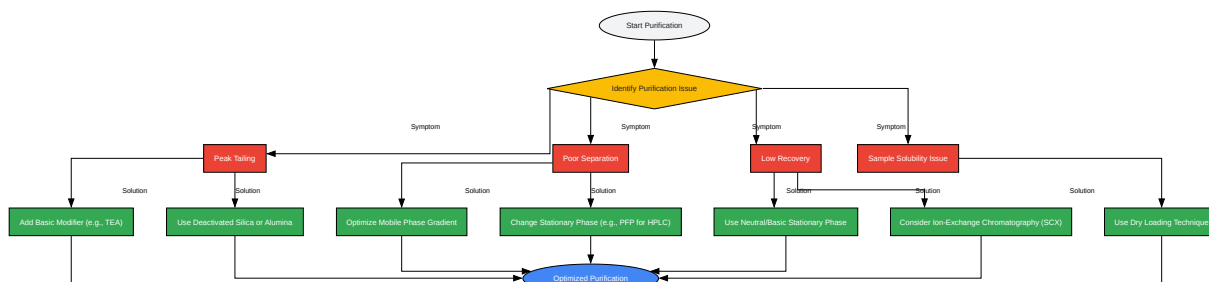 Start Purification
Identify Purification Issue
Symptom
Symptom
Symptom
Symptom
Peak Tailing
Poor Separation
Low Recovery
Sample Solubility Issue
Solution
Solution
Solution
Solution
Solution
Solution
Solution
Add Basic Modifier (e.g., TEA)
Use Deactivated Silica or Alumina
Optimize Mobile Phase Gradient
Change Stationary Phase (e.g., PFP for HPLC)
Use Neutral/Basic Stationary Phase
Consider Ion-Exchange Chromatography (SCX)
Use Dry Loading Technique
Optimized Purification